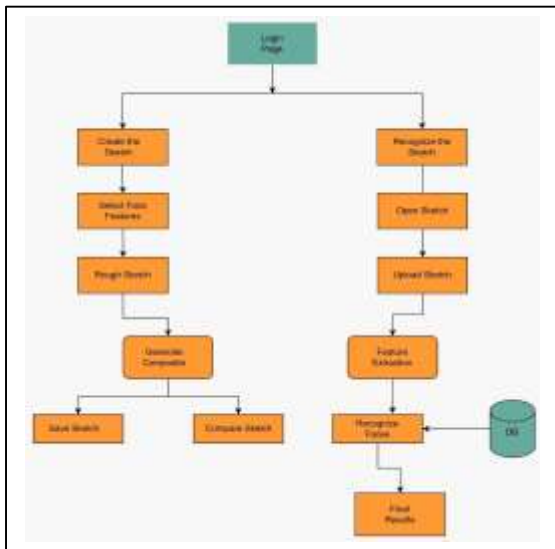 Login
Page
Create the
Sketch
Recognize the
Sketch
Select Face
Features
Open Sketch
Rough Sketch
Upload Sketch
Generate
Composite
Feature
Extraction
Save Sketch
Compare Sketch
Recognize
Faces
DB
Final
Results